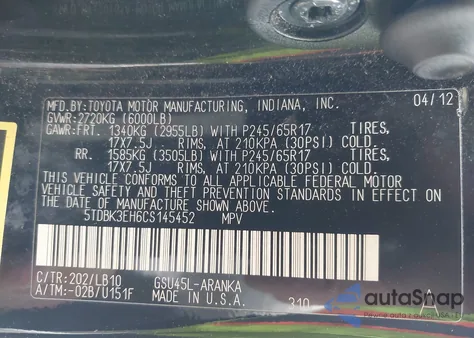 MFD.BY:TOYOTA MOTOR MANUFACTURING, INDIANA, INC. 04/12
GVWR:2720KG (6000LB)
GAWR:FRT. 1340KG (2955LB) WITH P245/65R17 TIRES,
17X7.5J RIMS, AT 210KPA (30PSI) COLD.
RR. 1585KG (3505LB) WITH P245/65R17 TIRES,
17X7.5J RIMS, AT 210KPA (30PSI) COLD.
THIS VEHICLE CONFORMS TO ALL APPLICABLE FEDERAL MOTOR
VEHICLE SAFETY AND THEFT PREVENTION STANDARDS IN EFFECT
ON THE DATE OF MANUFACTURE SHOWN ABOVE.
5TDBK3EH6CS145452 MPV
C/TR:202/LB10 GSU45L-ARANKA
A/TM:-02B/U151F MADE IN U.S.A. 310 A
autoSnap